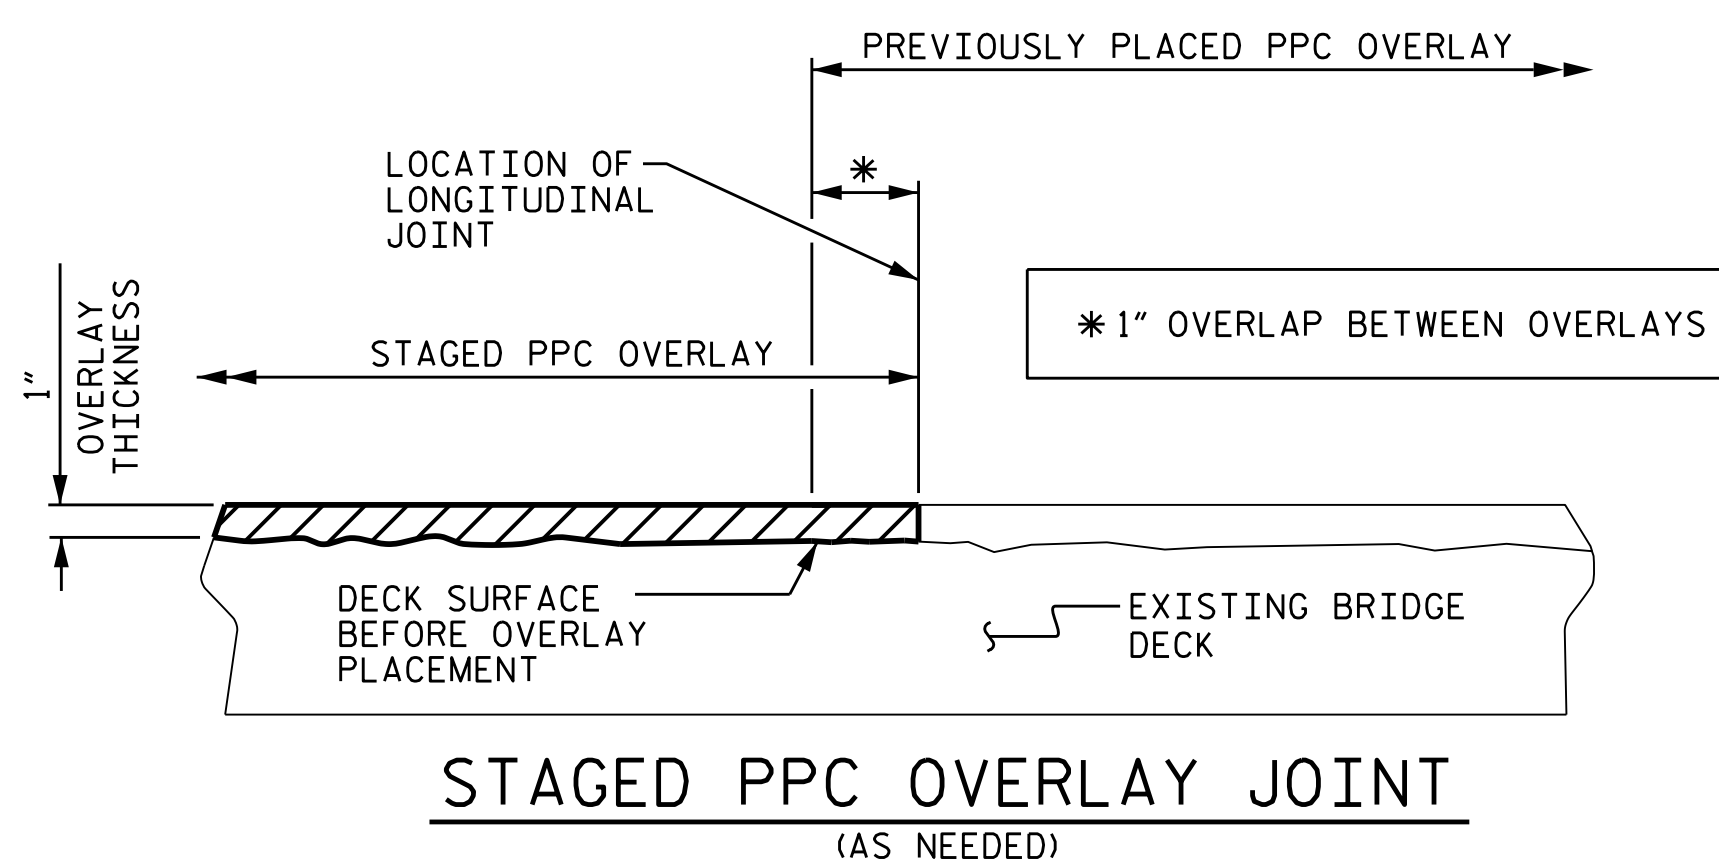 PREVIOUSLY PLACED PPC OVERLAY
LOCATION OF
LONGITUDINAL
JOINT
*
* 1" OVERLAP BETWEEN OVERLAYS
STAGED PPC OVERLAY
1"
OVERLAY
THICKNESS
DECK SURFACE
BEFORE OVERLAY
PLACEMENT
EXISTING BRIDGE
DECK
STAGED PPC OVERLAY JOINT
(AS NEEDED)